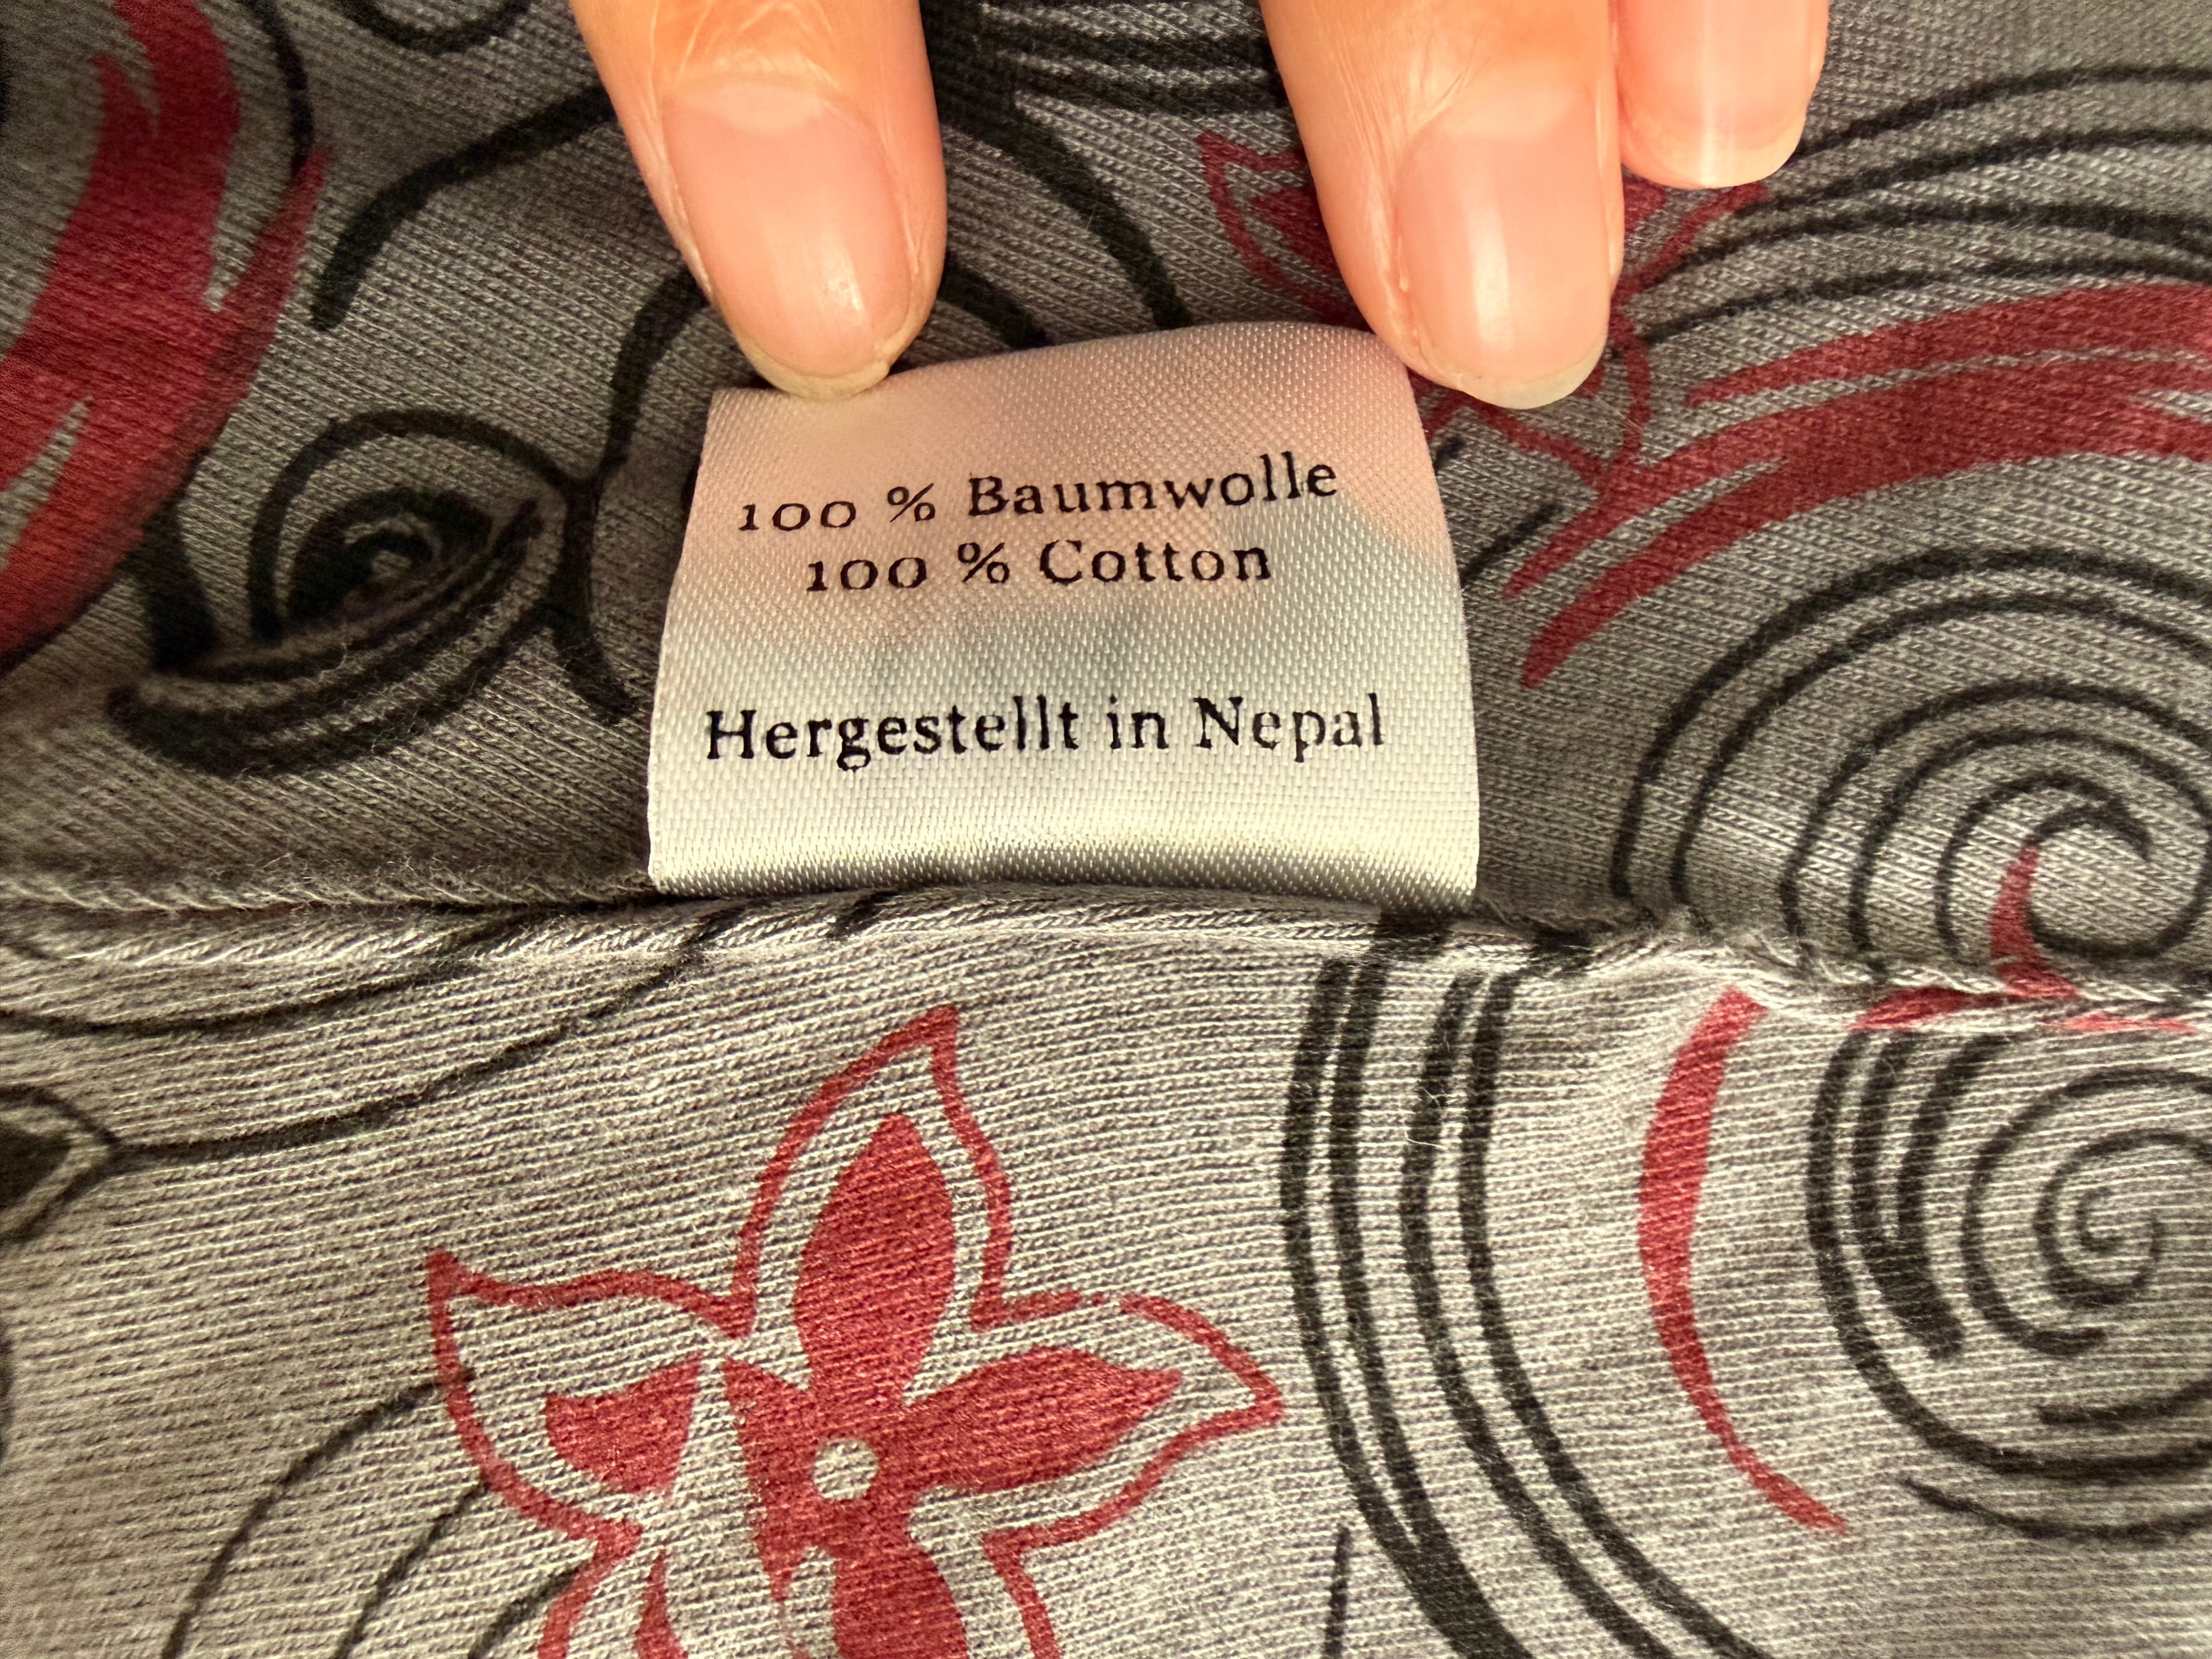 100 % Baumwolle
100 % Cotton
Hergestellt in Nepal